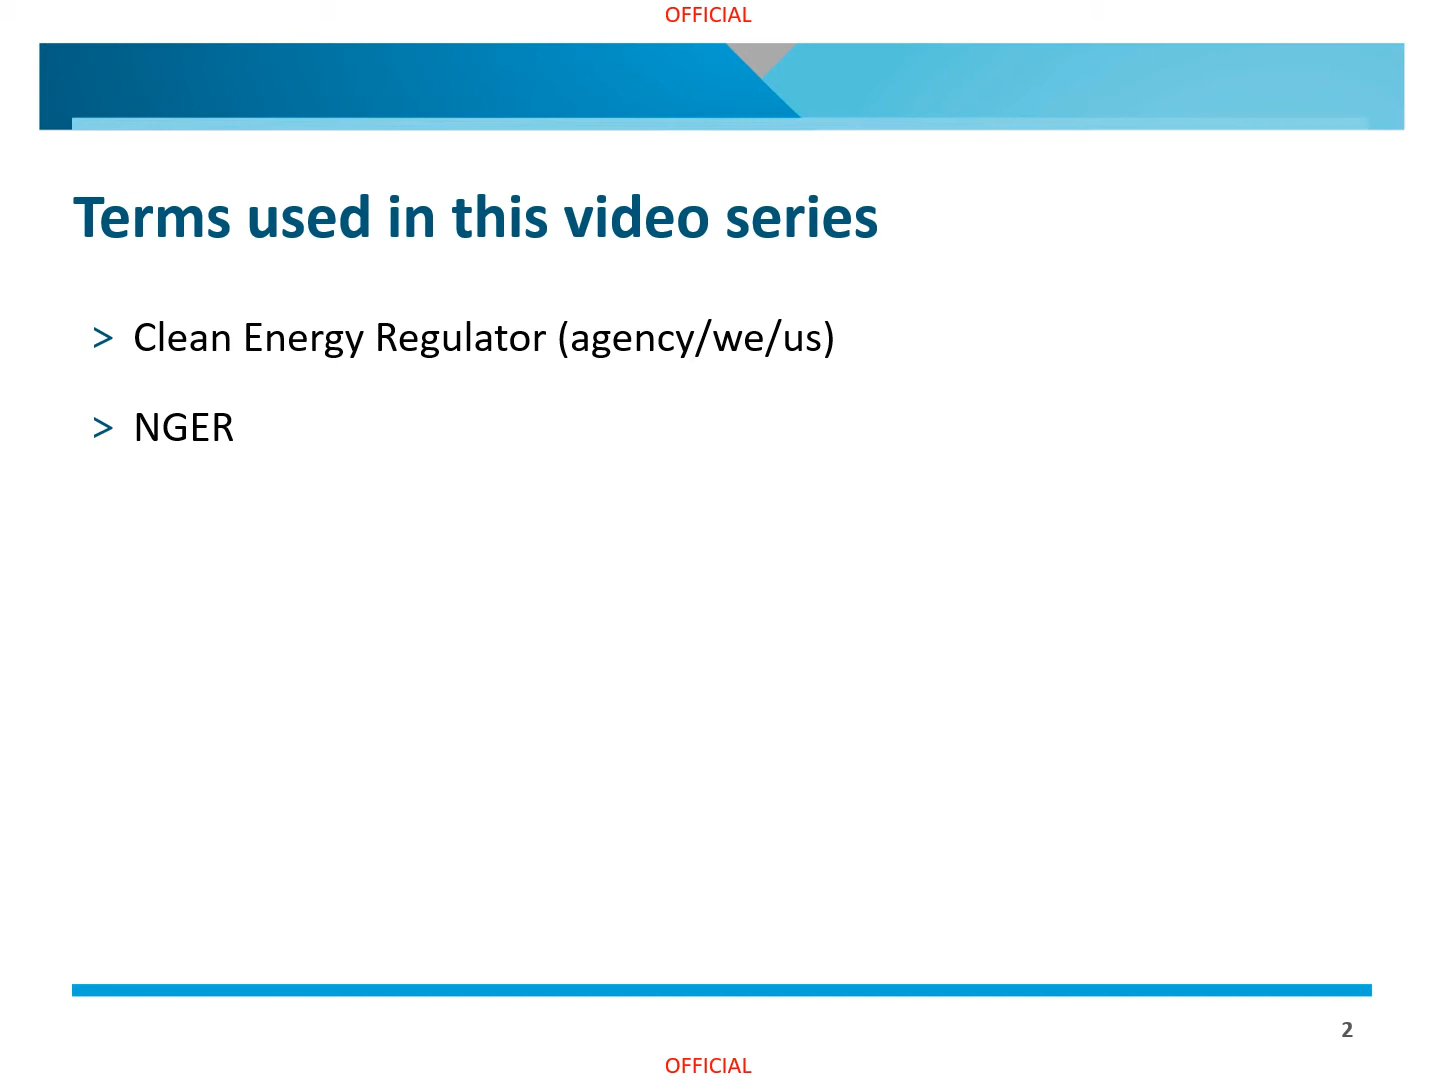 OFFICIAL
Terms used in this video series
> Clean Energy Regulator (agency/we/us)
> NGER
2
OFFICIAL